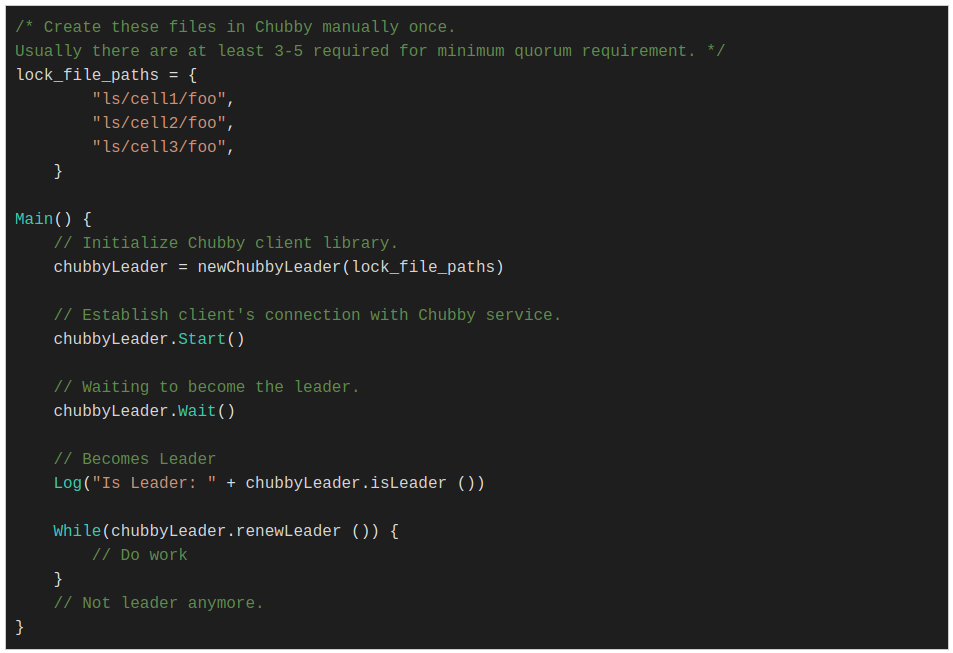 /* Create these files in Chubby manually once.
Usually there are at least 3-5 required for minimum quorum requirement. */
lock_file_paths = {
        "ls/cell1/foo",
        "ls/cell2/foo",
        "ls/cell3/foo",
    }

Main() {
    // Initialize Chubby client library.
    chubbyLeader = newChubbyLeader(lock_file_paths)

    // Establish client's connection with Chubby service.
    chubbyLeader.Start()

    // Waiting to become the leader.
    chubbyLeader.Wait()

    // Becomes Leader
    Log("Is Leader: " + chubbyLeader.isLeader ())

    While(chubbyLeader.renewLeader ()) {
        // Do work
    }
    // Not leader anymore.
}